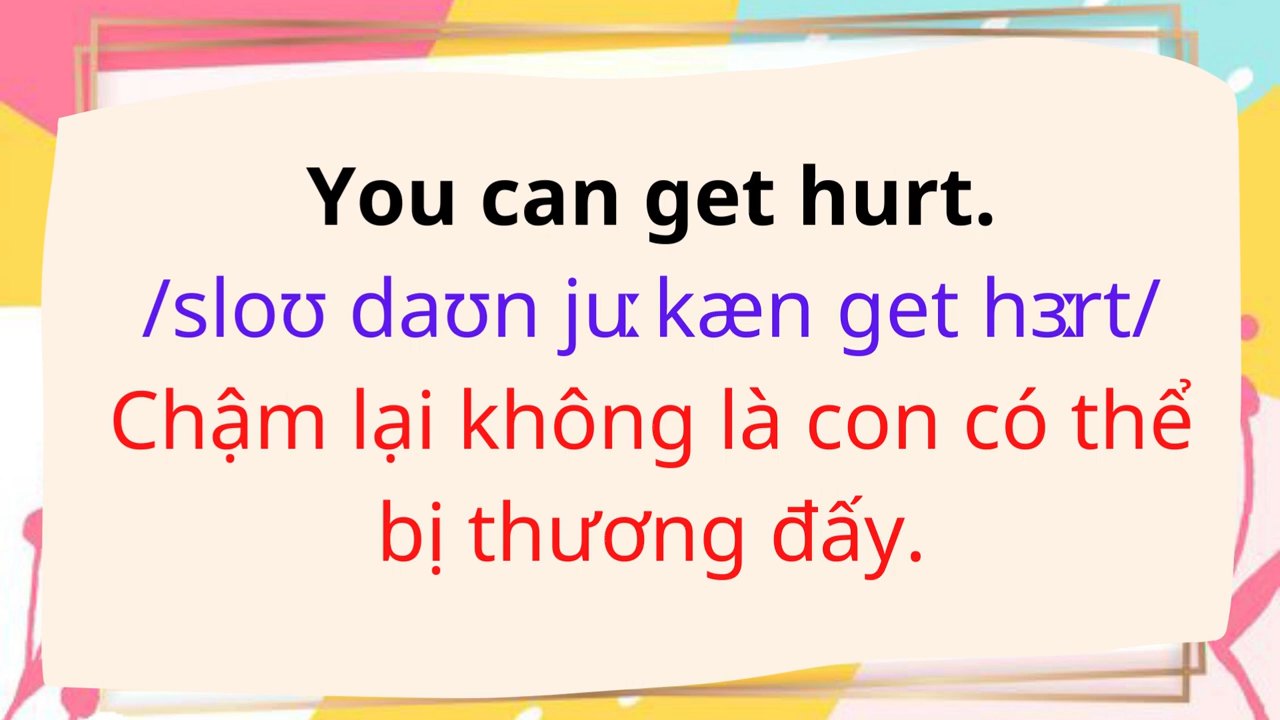 You can get hurt.
/sloʊ daʊn juː kæn get hɜːrt/
Chậm lại không là con có thể
bị thương đấy.